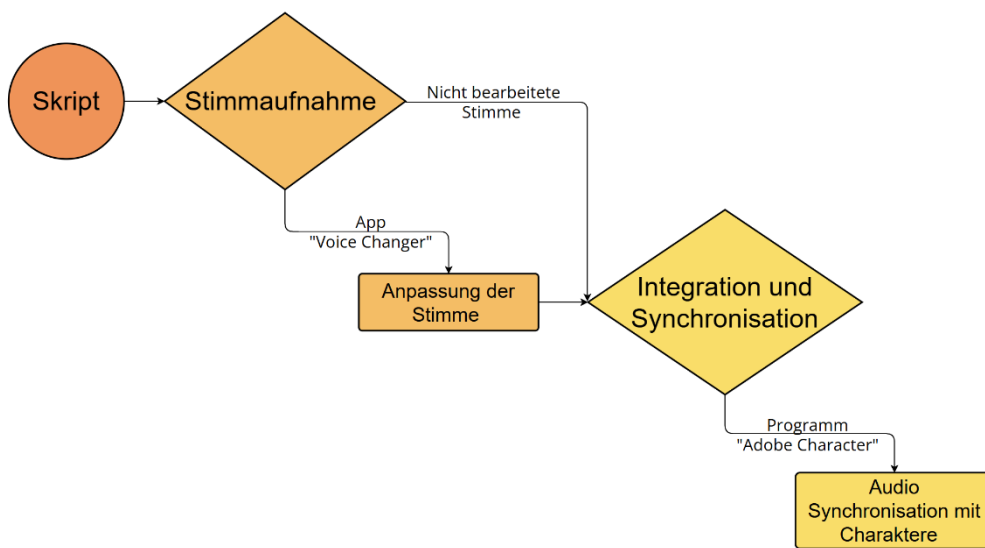 Skript
Stimmaufnahme
Nicht bearbeitete
Stimme
App
"Voice Changer"
Anpassung der
Stimme
Integration und
Synchronisation
Programm
"Adobe Character"
Audio
Synchronisation mit
Charaktere